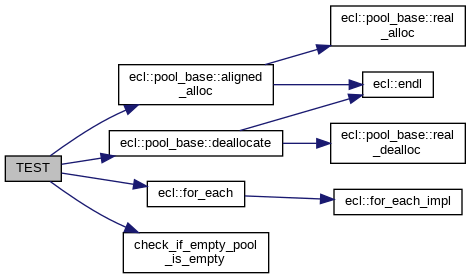 TEST
ecl::pool_base::aligned
_alloc
ecl::pool_base::deallocate
ecl::for_each
check_if_empty_pool
_is_empty
ecl::pool_base::real
_alloc
ecl::endl
ecl::pool_base::real
_dealloc
ecl::for_each_impl